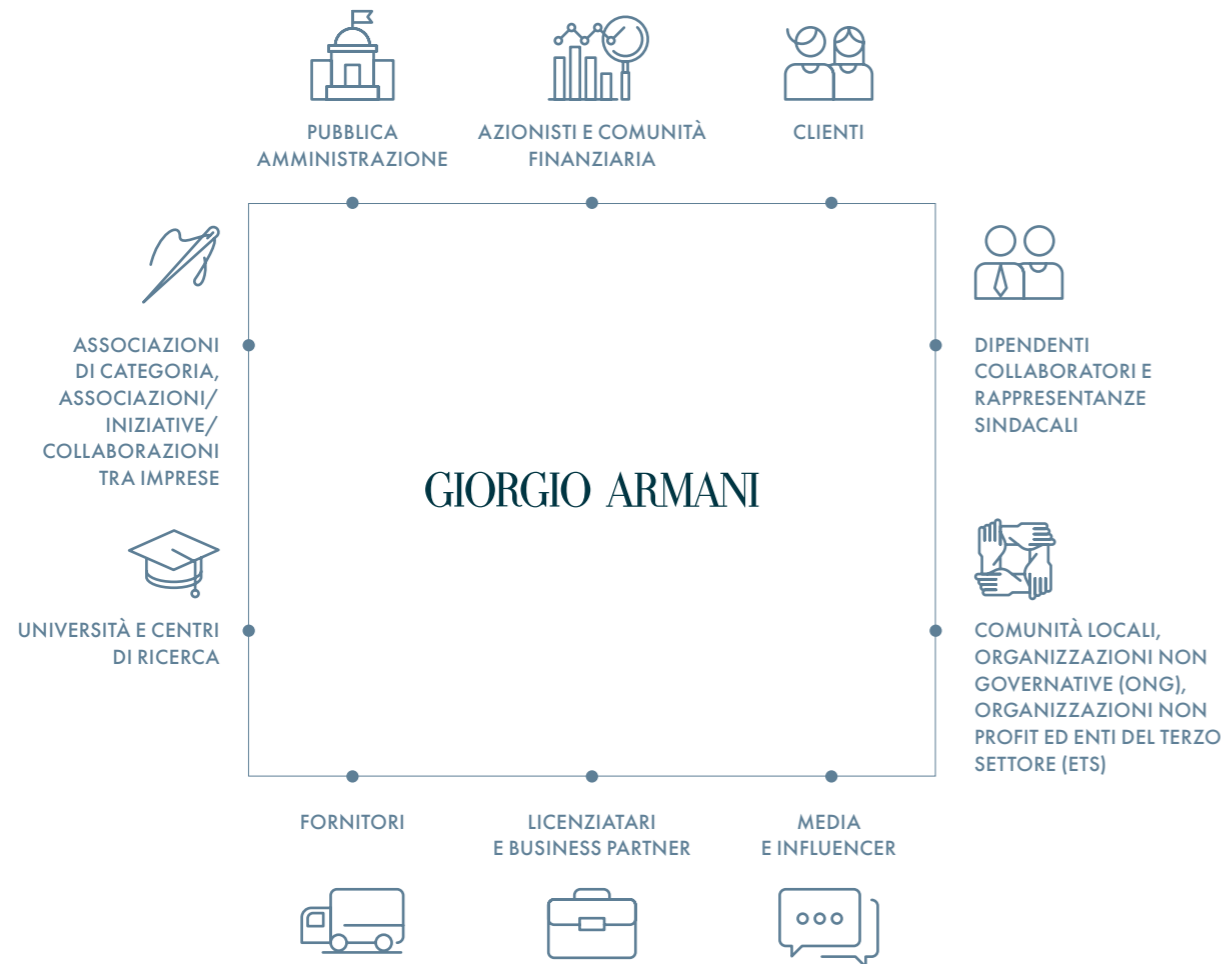 PUBBLICA
AMMINISTRAZIONE
AZIONISTI E COMUNITÀ
FINANZIARIA
CLIENTI
ASSOCIAZIONI
DI CATEGORIA,
ASSOCIAZIONI/
INIZIATIVE/
COLLABORAZIONI
TRA IMPRESE
DIPENDENTI
COLLABORATORI E
RAPPRESENTANZE
SINDACALI
GIORGIO ARMANI
UNIVERSITÀ E CENTRI
DI RICERCA
COMUNITÀ LOCALI,
ORGANIZZAZIONI NON
GOVERNATIVE (ONG),
ORGANIZZAZIONI NON
PROFIT ED ENTI DEL TERZO
SETTORE (ETS)
FORNITORI
LICENZIATARI
E BUSINESS PARTNER
MEDIA
E INFLUENCER